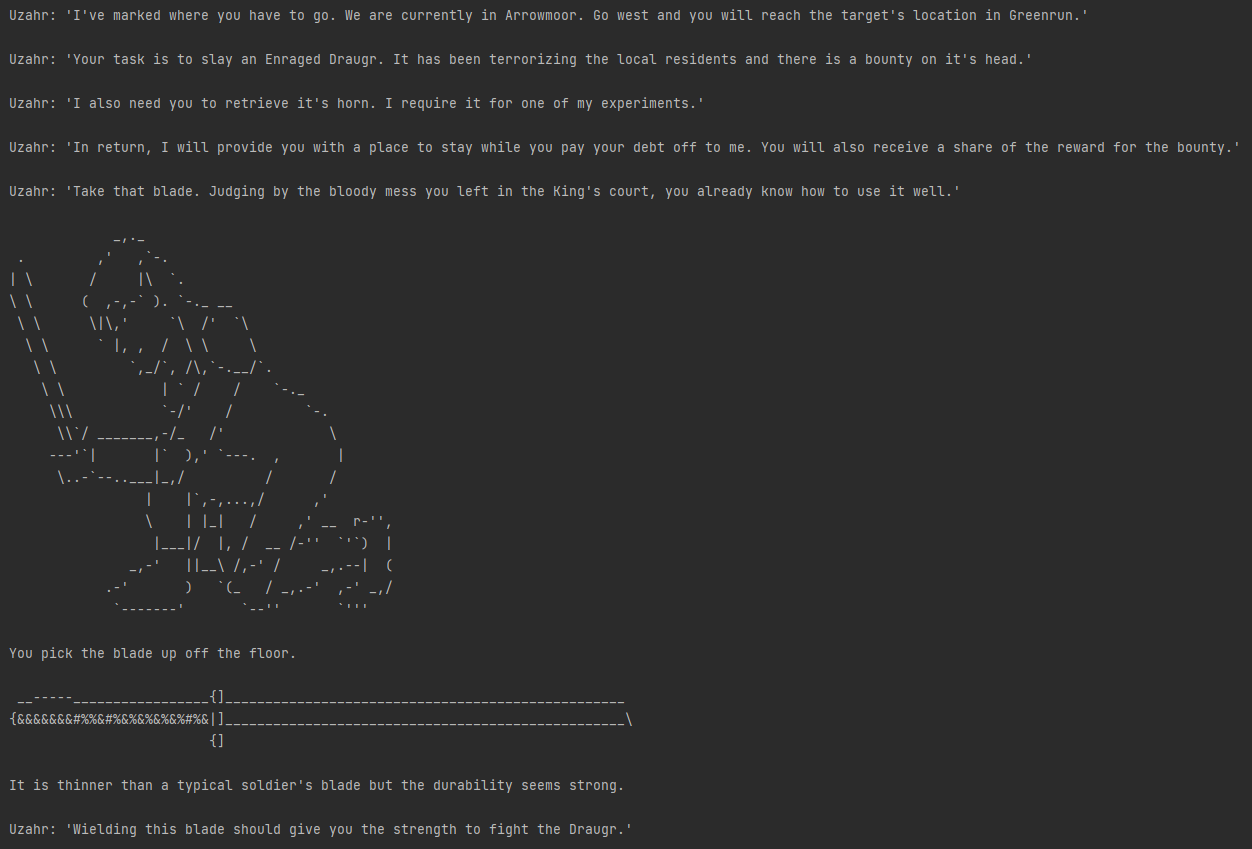 Uzahr: 'I've marked where you have to go. We are currently in Arrowmoor. Go west and you will reach the target's location in Greenrun.'
Uzahr: 'Your task is to slay an Enraged Draugr. It has been terrorizing the local residents and there is a bounty on it's head.'
Uzahr: 'I also need you to retrieve it's horn. I require it for one of my experiments.'
Uzahr: 'In return, I will provide you with a place to stay while you pay your debt off to me. You will also receive a share of the reward for the bounty.'
Uzahr: 'Take that blade. Judging by the bloody mess you left in the King's court, you already know how to use it well.'
You pick the blade up off the floor.
It is thinner than a typical soldier's blade but the durability seems strong.
Uzahr: 'Wielding this blade should give you the strength to fight the Draugr.'